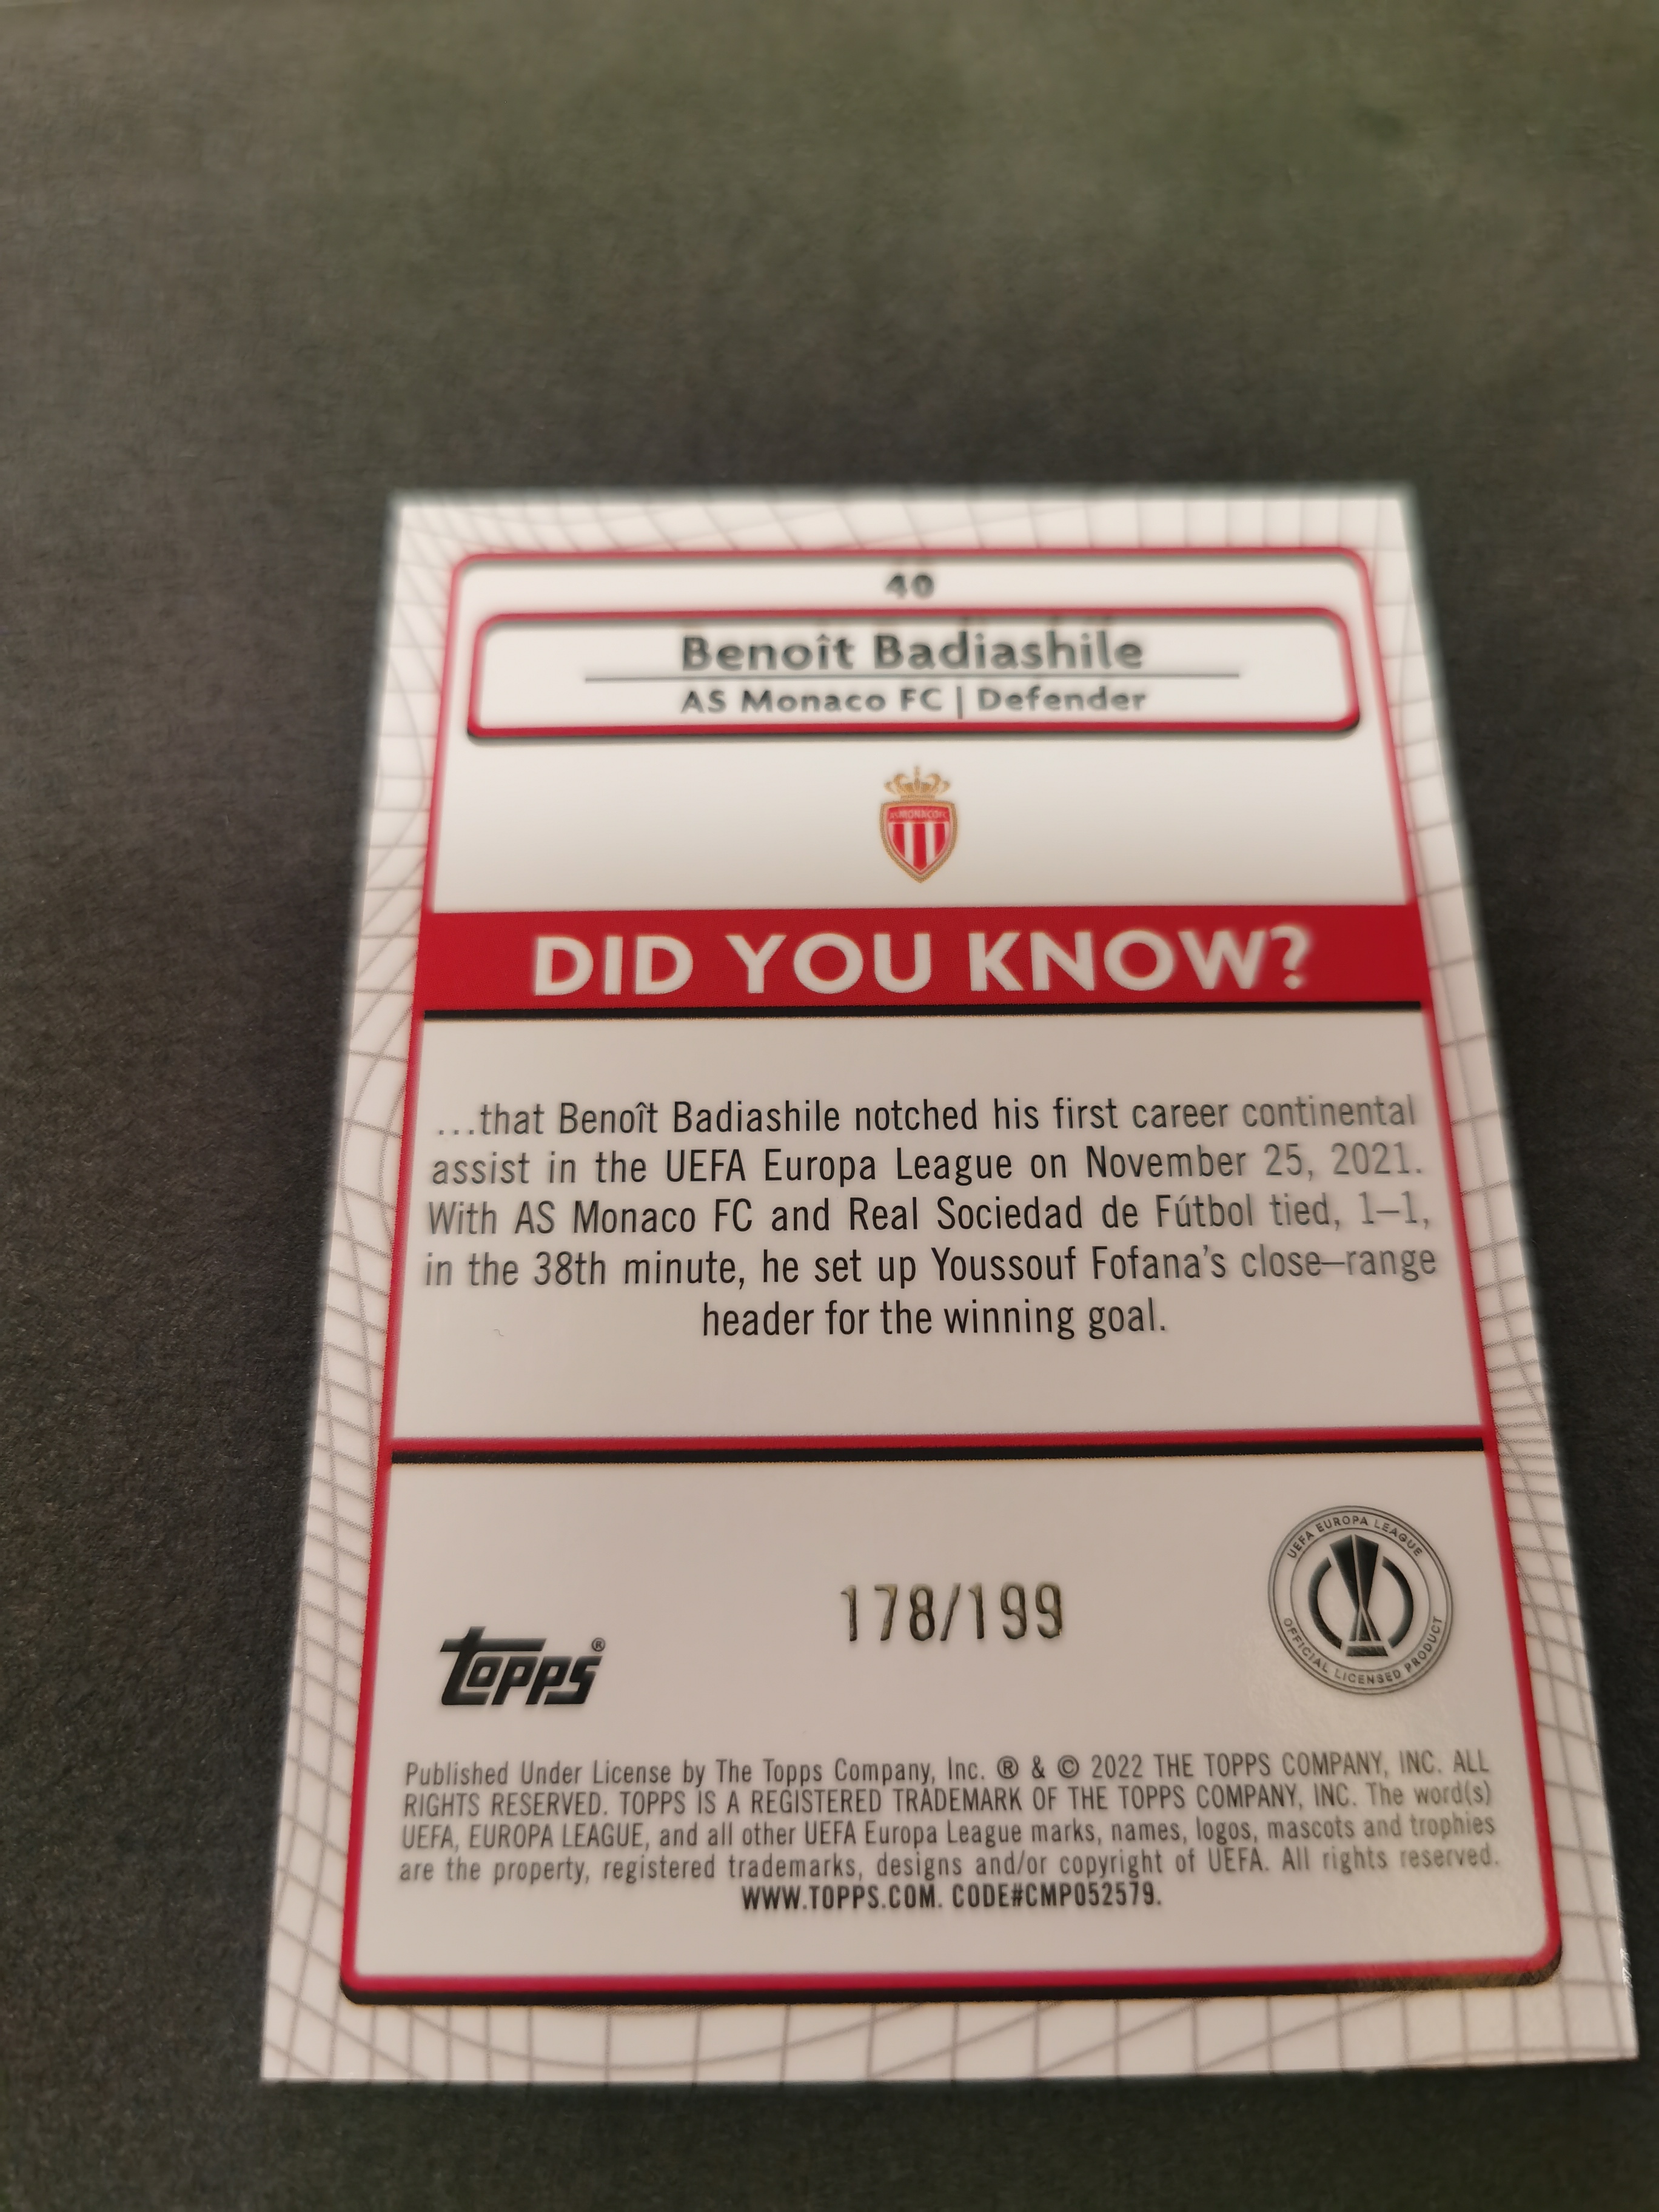 40
Benoît Badiashile
AS Monaco FC | Defender
AS MONACO FC
DID YOU KNOW?
...that Benoît Badiashile notched his first career continental
assist in the UEFA Europa League on November 25, 2021.
With AS Monaco FC and Real Sociedad de Fútbol tied, 1–1,
in the 38th minute, he set up Youssouf Fofana's close–range
header for the winning goal.
178/199
topps®
UEFA EUROPA LEAGUE
OFFICIAL LICENSED PRODUCT
Published Under License by The Topps Company, Inc. ® & © 2022 THE TOPPS COMPANY, INC. ALL
RIGHTS RESERVED. TOPPS IS A REGISTERED TRADEMARK OF THE TOPPS COMPANY, INC. The word(s)
UEFA, EUROPA LEAGUE, and all other UEFA Europa League marks, names, logos, mascots and trophies
are the property, registered trademarks, designs and/or copyright of UEFA. All rights reserved.
WWW.TOPPS.COM. CODE#CMP052579.